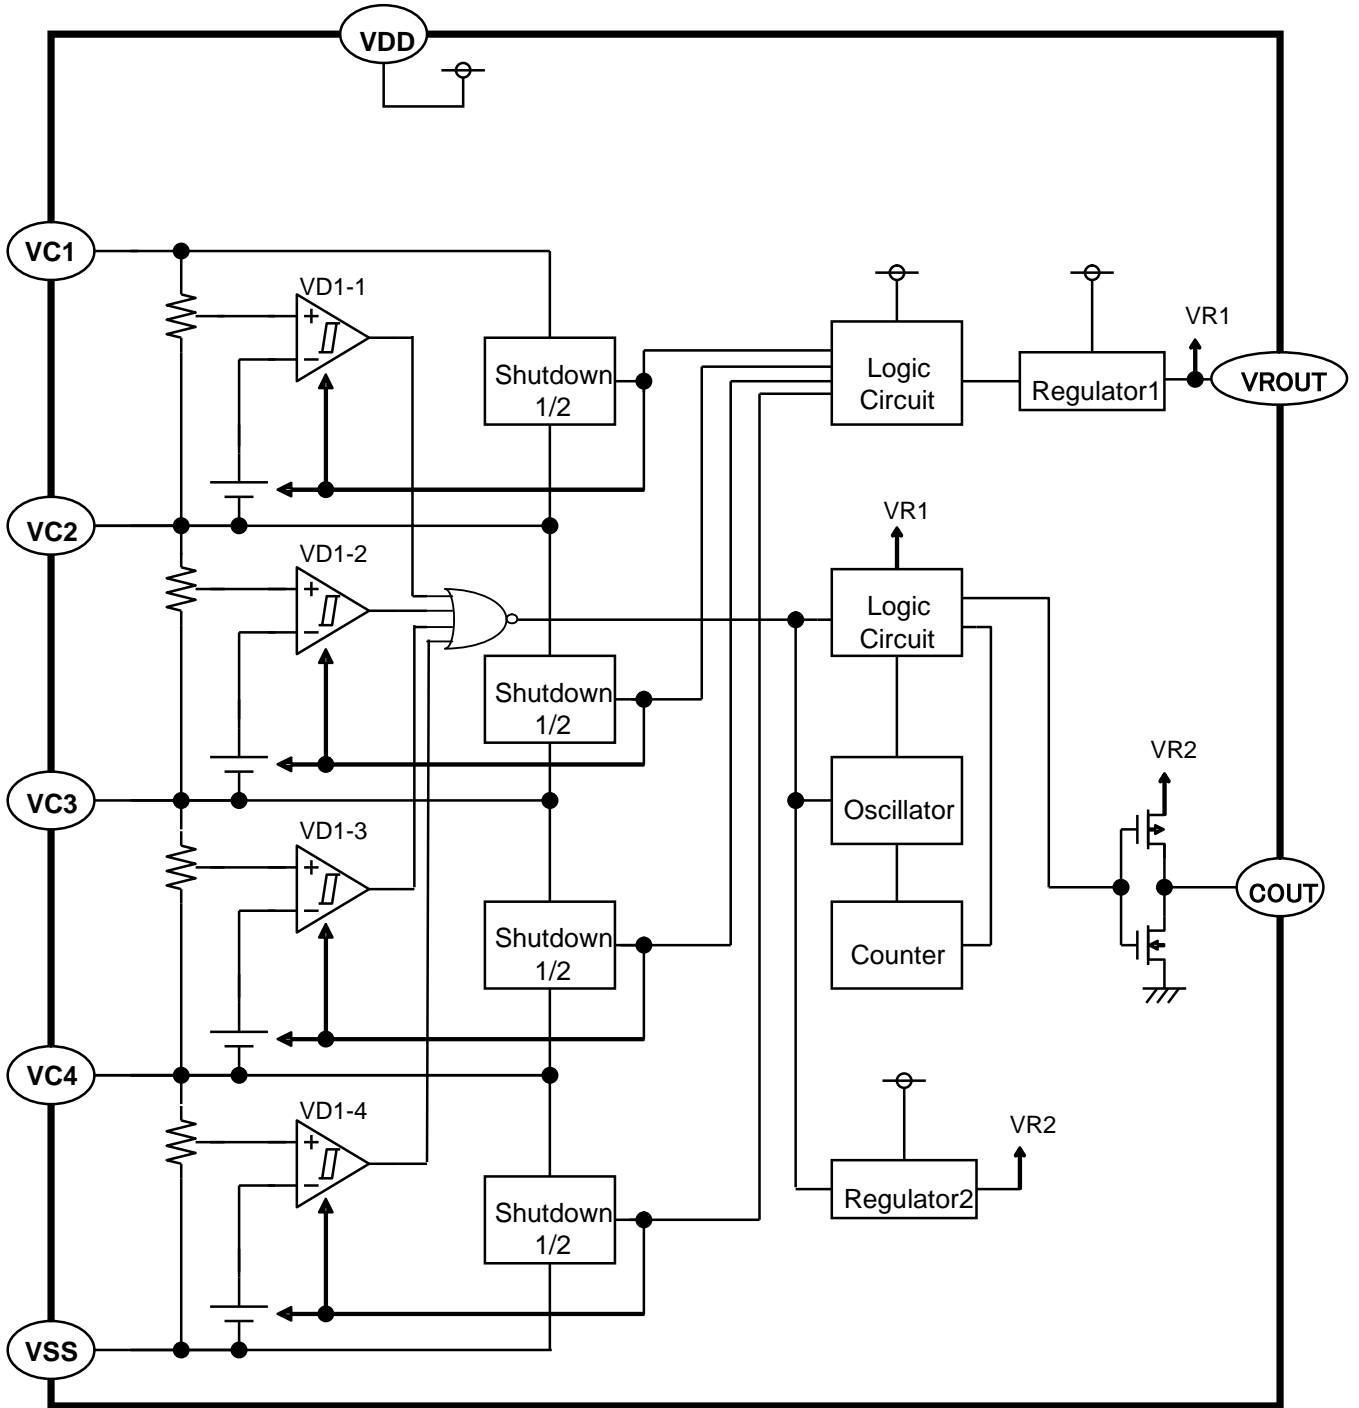 VDD
VC1
VD1-1
+
−
Shutdown
1/2
Logic
Circuit
Regulator1
VR1
VROUT
VC2
VD1-2
+
−
VR1
Logic
Circuit
Shutdown
1/2
VR2
Oscillator
VC3
VD1-3
+
−
COUT
Shutdown
1/2
Counter
VC4
VD1-4
+
−
VR2
Regulator2
Shutdown
1/2
VSS